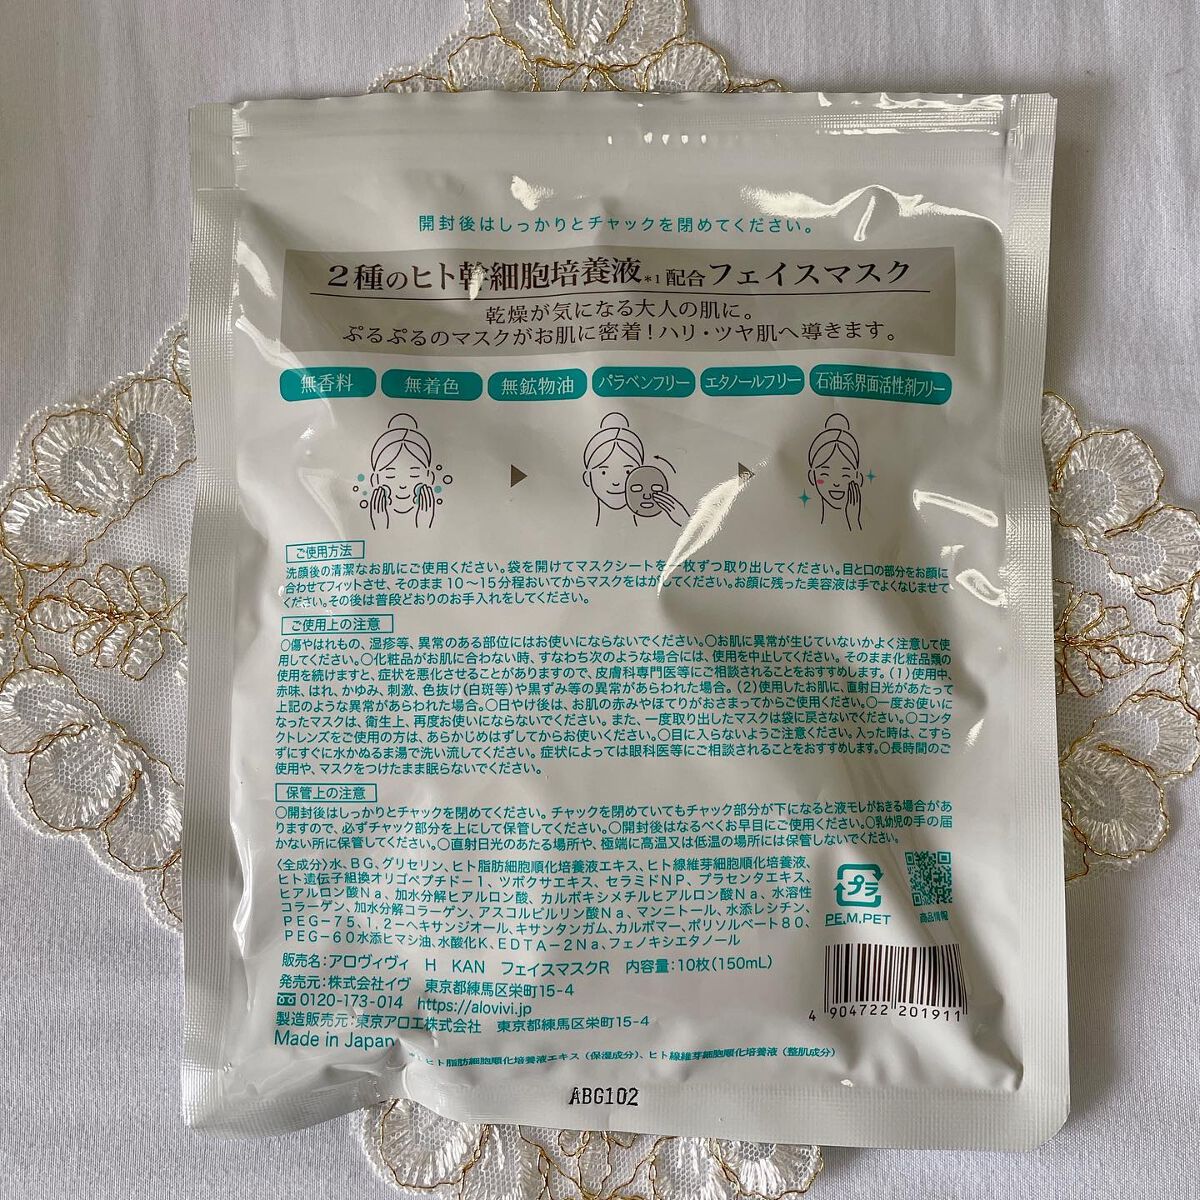 開封後はしっかりとチャックを閉めてください。
2種のヒト幹細胞培養液*1配合フェイスマスク
乾燥が気になる大人の肌に。
ぷるぷるのマスクがお肌に密着！ハリ・ツヤ肌へ導きます。
無香料 無着色 無鉱物油 パラベンフリー エタノールフリー 石油系界面活性剤フリー
ご使用方法
洗顔後の清潔なお肌にご使用ください。袋を開けてマスクシートを一枚ずつ取り出してください。目と口の部分をお顔に
合わせてフィットさせ、そのまま10～15分程おいてからマスクをはがしてください。お顔に残った美容液は手でよくなじませて
ください。その後は普段どおりのお手入れをしてください。
ご使用上の注意
○傷やはれもの、湿疹等、異常のある部位にはお使いにならないでください。○お肌に異常が生じていないかよく注意して使
用してください。○化粧品がお肌に合わない時、すなわち次のような場合には、使用を中止してください。そのまま化粧品類の
使用を続けますと、症状を悪化させることがありますので、皮膚科専門医等にご相談されることをおすすめします。(1)使用中、
赤味、はれ、かゆみ、刺激、色抜け(白斑等)や黒ずみ等の異常があらわれた場合。(2)使用したお肌に、直射日光があたって
上記のような異常があらわれた場合。○日やけ後は、お肌の赤みやほてりがおさまってからご使用ください。○一度お使いに
なったマスクは、衛生上、再度お使いにならないでください。また、一度取り出したマスクは袋に戻さないでください。○コンタ
クトレンズをご使用の方は、あらかじめはずしてからお使いください。○目に入らないようご注意ください。入った時は、こすら
ずにすぐに水かぬるま湯で洗い流してください。症状によっては眼科医等にご相談されることをおすすめします。○長時間のご
使用や、マスクをつけたまま眠らないでください。
保管上の注意
○開封後はしっかりとチャックを閉めてください。チャックを閉めていてもチャック部分が下になると液モレがおきる場合があ
りますので、必ずチャック部分を上にして保管してください。○開封後はなるべくお早目にご使用ください。○乳幼児の手の届
かない所に保管してください。○直射日光のあたる場所や、極端に高温又は低温の場所には保管しないでください。
〈全成分〉水、BG、グリセリン、ヒト脂肪細胞順化培養液エキス、ヒト線維芽細胞順化培養液、
ヒト遺伝子組換オリゴペプチド-1、ツボクサエキス、セラミドNP、プラセンタエキス、
ヒアルロン酸Na、加水分解ヒアルロン酸、カルボキシメチルヒアルロン酸Na、水溶性
コラーゲン、加水分解コラーゲン、アスコルビルリン酸Na、マンニトール、水添レシチン、
PEG-75、1,2-ヘキサンジオール、キサンタンガム、カルボマー、ポリソルベート80、
PEG-60水添ヒマシ油、水酸化K、EDTA-2Na、フェノキシエタノール
プラ
PE.M.PET
商品情報
販売名：アロヴィヴィ H KAN フェイスマスクR 内容量：10枚(150mL)
発売元：株式会社イヴ 東京都練馬区栄町15-4
0120-173-014 https://alovivi.jp
製造販売元：東京アロエ株式会社 東京都練馬区栄町15-4
Made in Japan
4 904722 201911
ヒト脂肪細胞順化培養液エキス（保湿成分）、ヒト線維芽細胞順化培養液（整肌成分）
ABG102